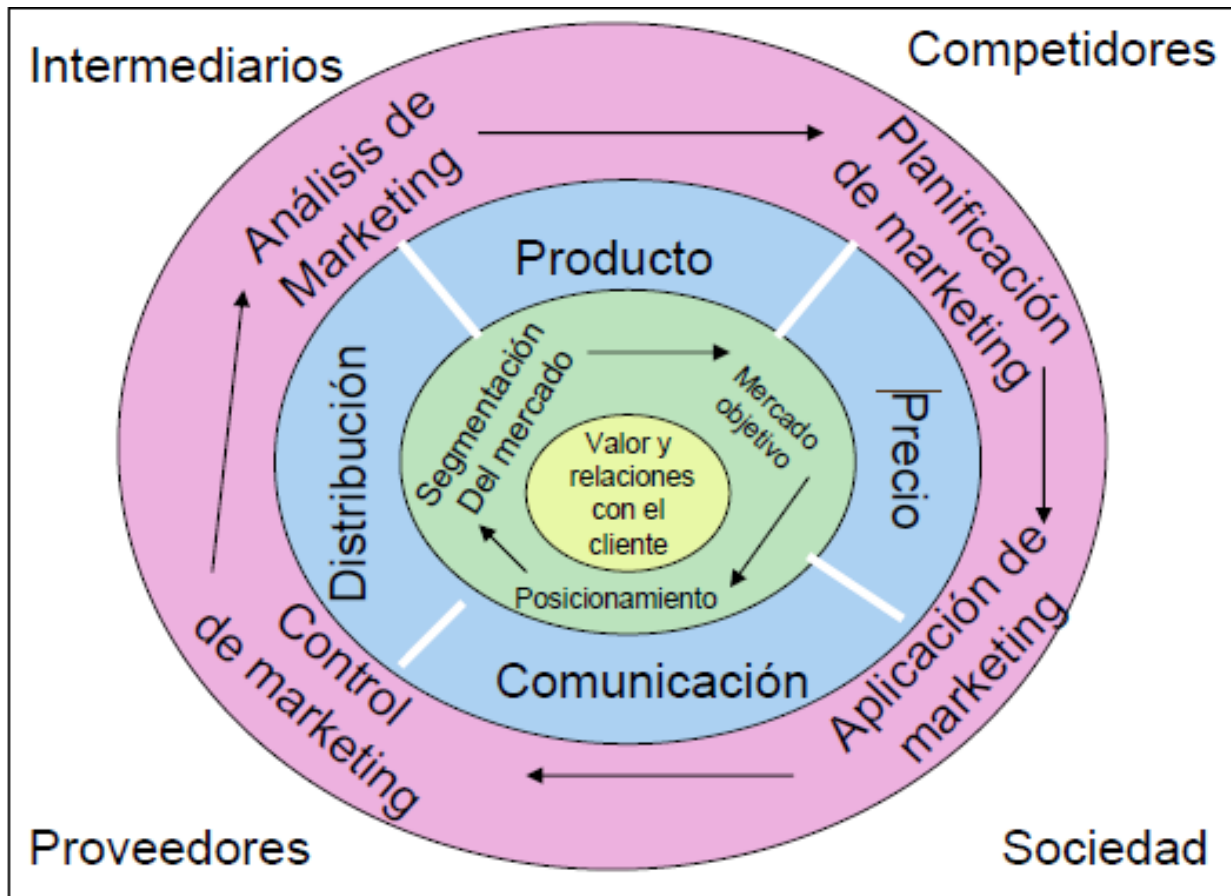 Intermediarios
Competidores
Análisis de
Marketing
Planificación
de marketing
Producto
Distribución
Segmentación
Del mercado
Mercado
objetivo
Precio
Valor y
relaciones
con el
cliente
Posicionamiento
Comunicación
Control
de marketing
Aplicación de
marketing
Proveedores
Sociedad